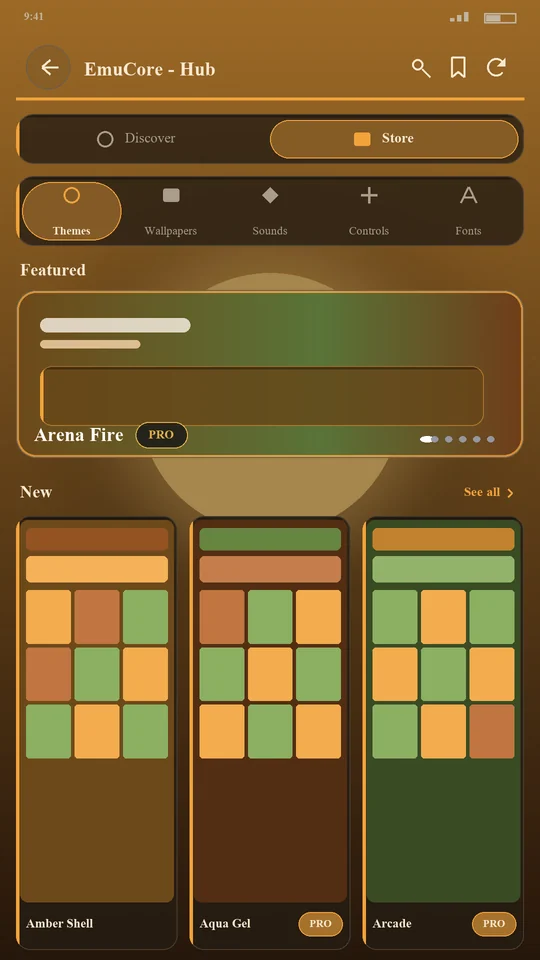 9:41
EmuCore - Hub
Discover
Store
Themes
Wallpapers
Sounds
Controls
Fonts
Featured
Arena Fire
PRO
New
See all
Amber Shell
Aqua Gel
PRO
Arcade
PRO